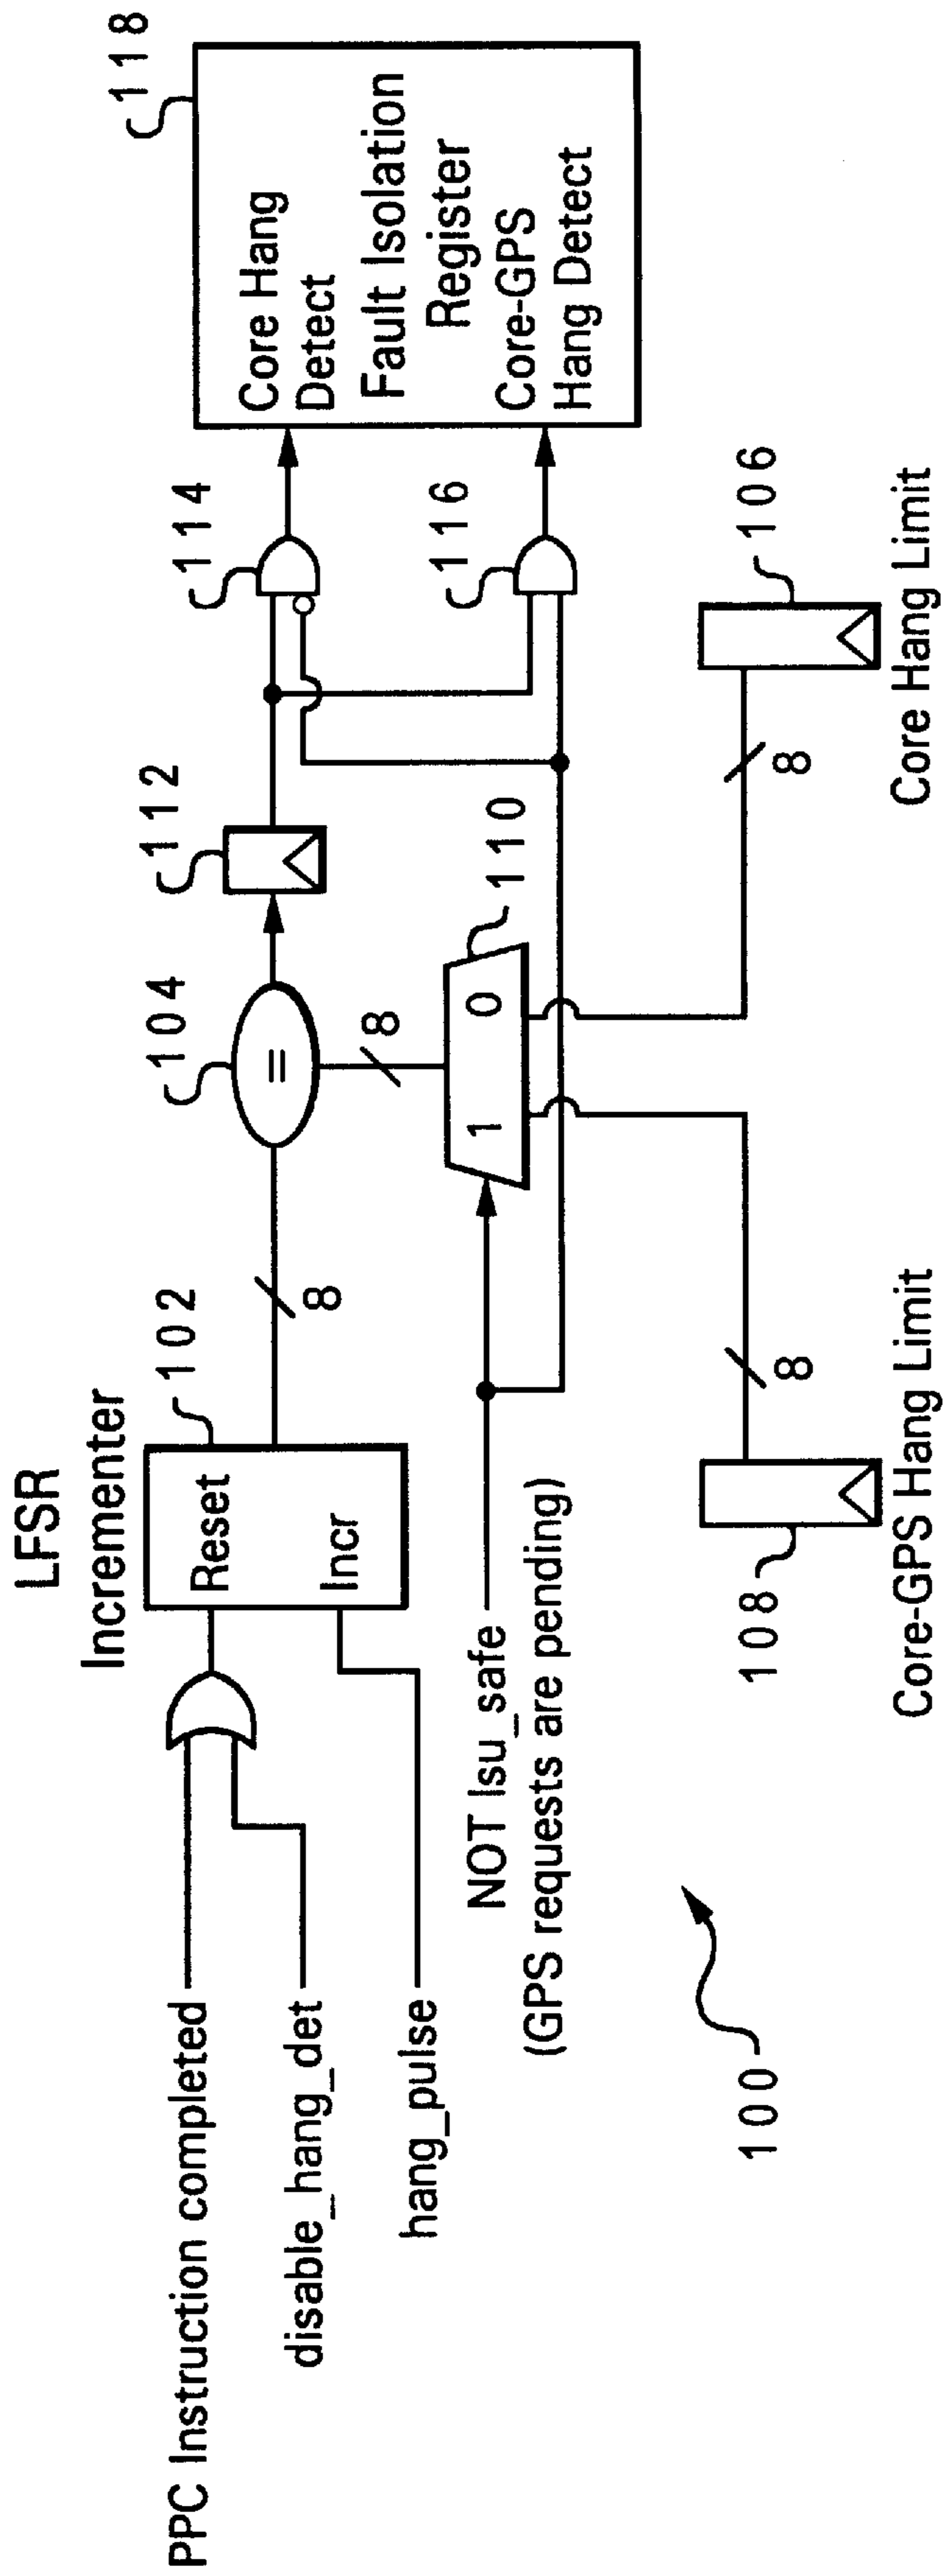 LFSR
Incrementer
102
104
112
114
118
PPC Instruction completed
disable_hang_det
hang_pulse
Reset
Incr
8
=
8
Core Hang
Detect
Fault Isolation
Register
Core-GPS
Hang Detect
116
NOT lsu_safe
(GPS requests are pending)
1 0
110
8
8
108
106
Core-GPS Hang Limit
Core Hang Limit
100